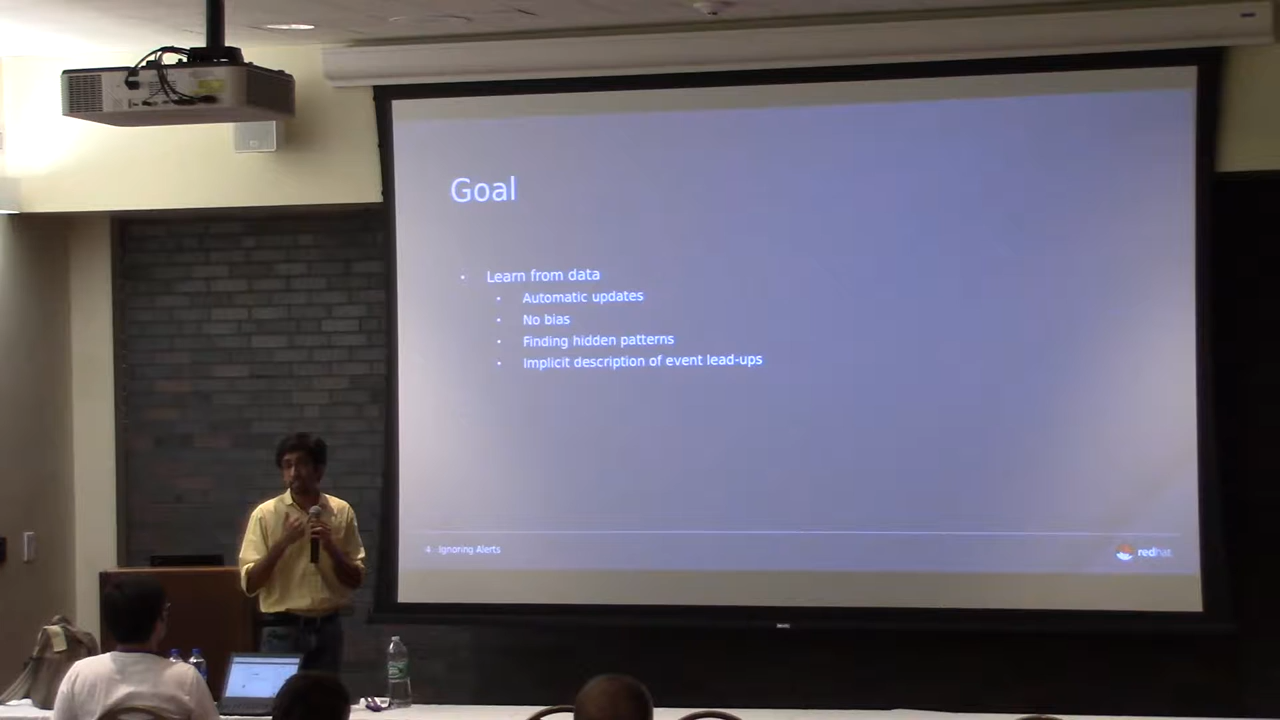 Goal
• Learn from data
• Automatic updates
• No bias
• Finding hidden patterns
• Implicit description of event lead-ups
4 Ignoring Alerts
redhat